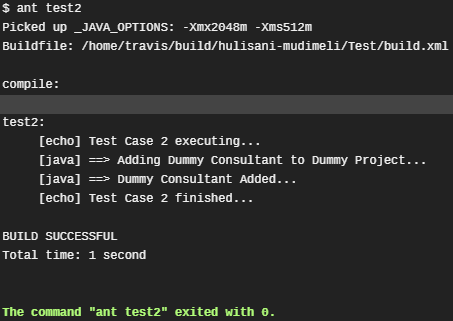 $ ant test2
Picked up _JAVA_OPTIONS: -Xmx2048m -Xms512m
Buildfile: /home/travis/build/hulisani-mudimeli/Test/build.xml
compile:
test2:
[echo] Test Case 2 executing...
[java] ==> Adding Dummy Consultant to Dummy Project...
[java] ==> Dummy Consultant Added...
[echo] Test Case 2 finished...
BUILD SUCCESSFUL
Total time: 1 second
The command "ant test2" exited with 0.